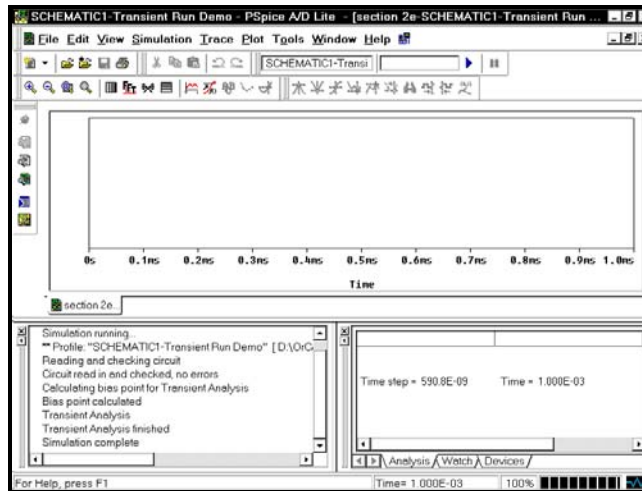 SCHEMATIC1-Transient Run Demo - PSpice A/D Lite - [section 2e-SCHEMATIC1-Transient Run ...
File Edit View Simulation Trace Plot Tools Window Help
SCHEMATIC1-Transi
0s 0.1ms 0.2ms 0.3ms 0.4ms 0.5ms 0.6ms 0.7ms 0.8ms 0.9ms 1.0ms
Time
section 2e...
Simulation running...
** Profile: "SCHEMATIC1-Transient Run Demo" [ D:\OrC
Reading and checking circuit
Circuit read in and checked, no errors
Calculating bias point for Transient Analysis
Bias point calculated
Transient Analysis
Transient Analysis finished
Simulation complete
Time step = 590.8E-09 Time = 1.000E-03
Analysis Watch Devices
For Help, press F1 Time= 1.000E-03 100%